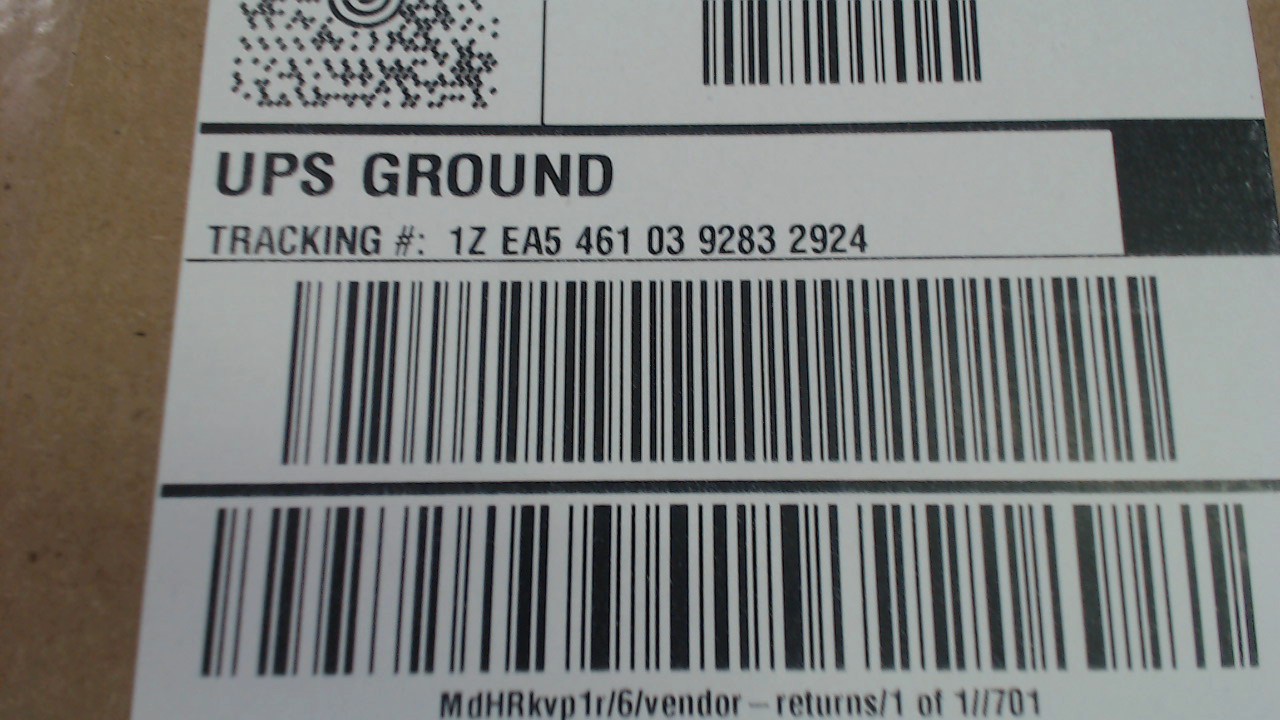 UPS GROUND
TRACKING #: 1Z EA5 461 03 9283 2924
MdHRkvp1r/6/vendor-returns/1 of 1//701